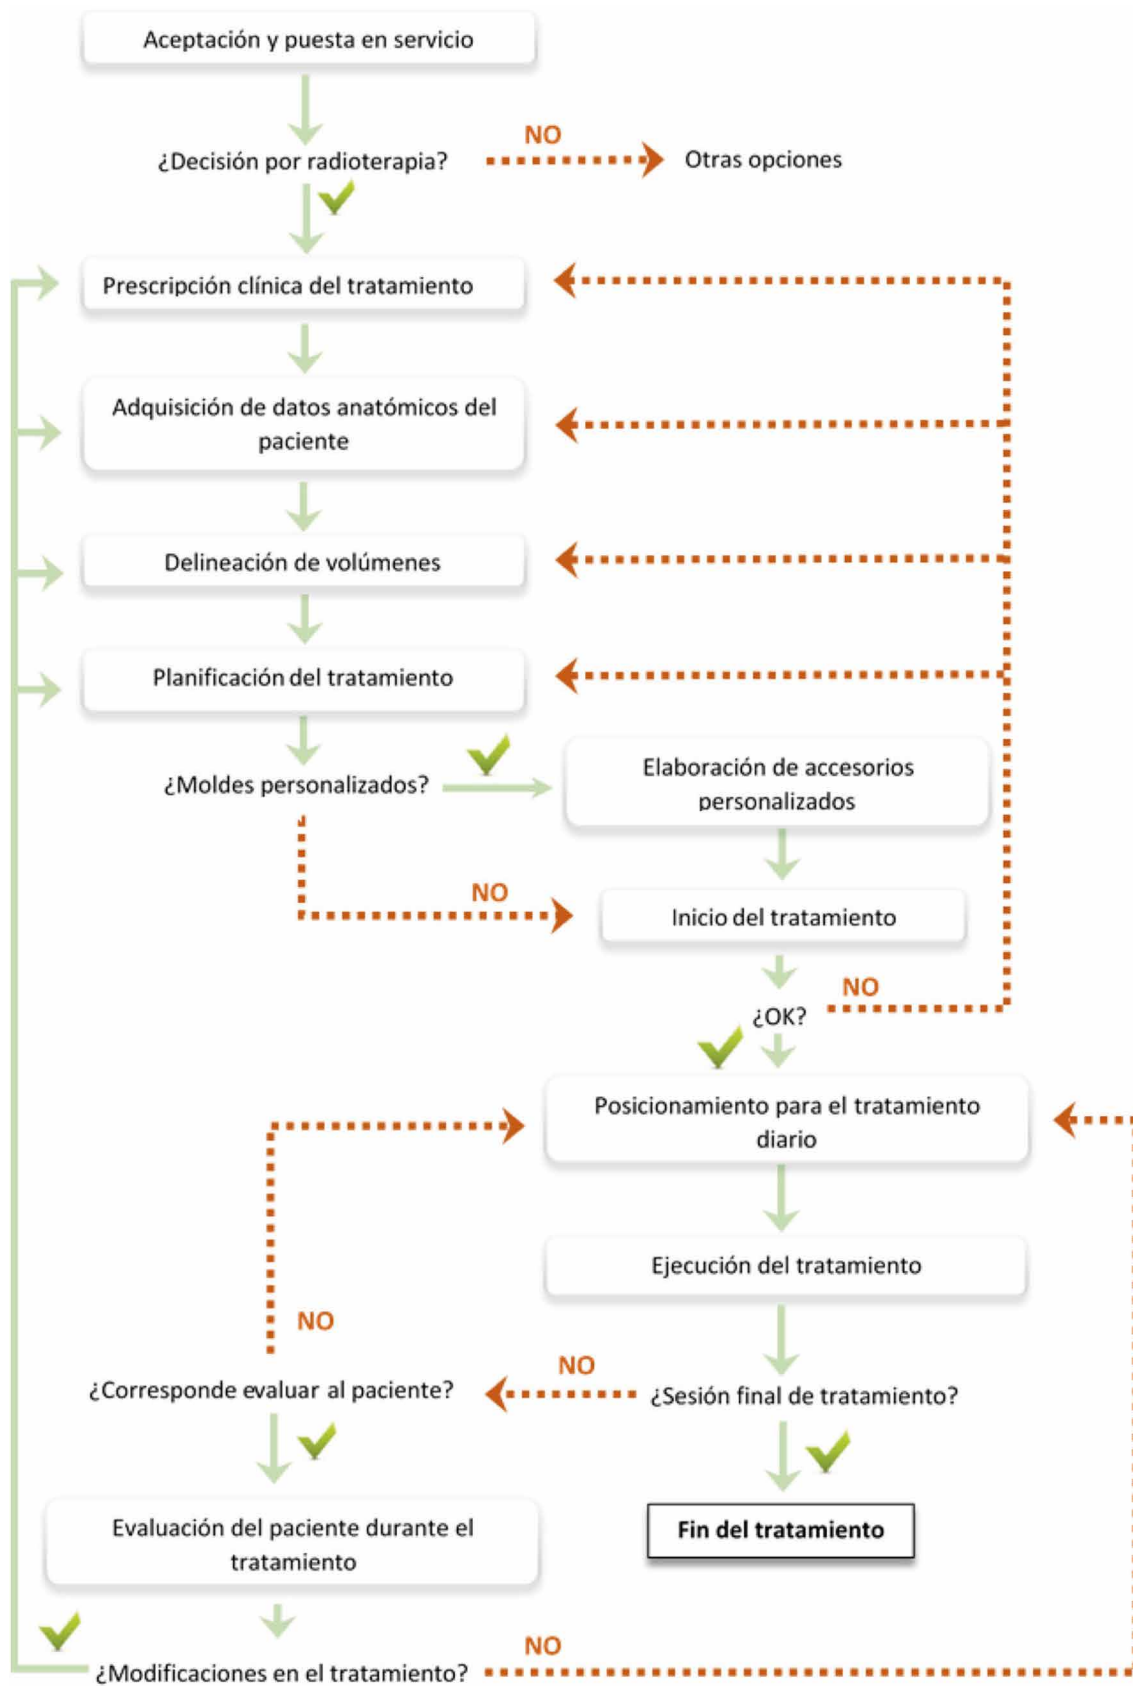 Aceptación y puesta en servicio
NO
¿Decisión por radioterapia?
Otras opciones
Prescripción clínica del tratamiento
Adquisición de datos anatómicos del
paciente
Delineación de volúmenes
Planificación del tratamiento
¿Moldes personalizados?
Elaboración de accesorios
personalizados
NO
Inicio del tratamiento
NO
¿OK?
Posicionamiento para el tratamiento
diario
Ejecución del tratamiento
NO
NO
¿Corresponde evaluar al paciente?
¿Sesión final de tratamiento?
Evaluación del paciente durante el
tratamiento
Fin del tratamiento
NO
¿Modificaciones en el tratamiento?